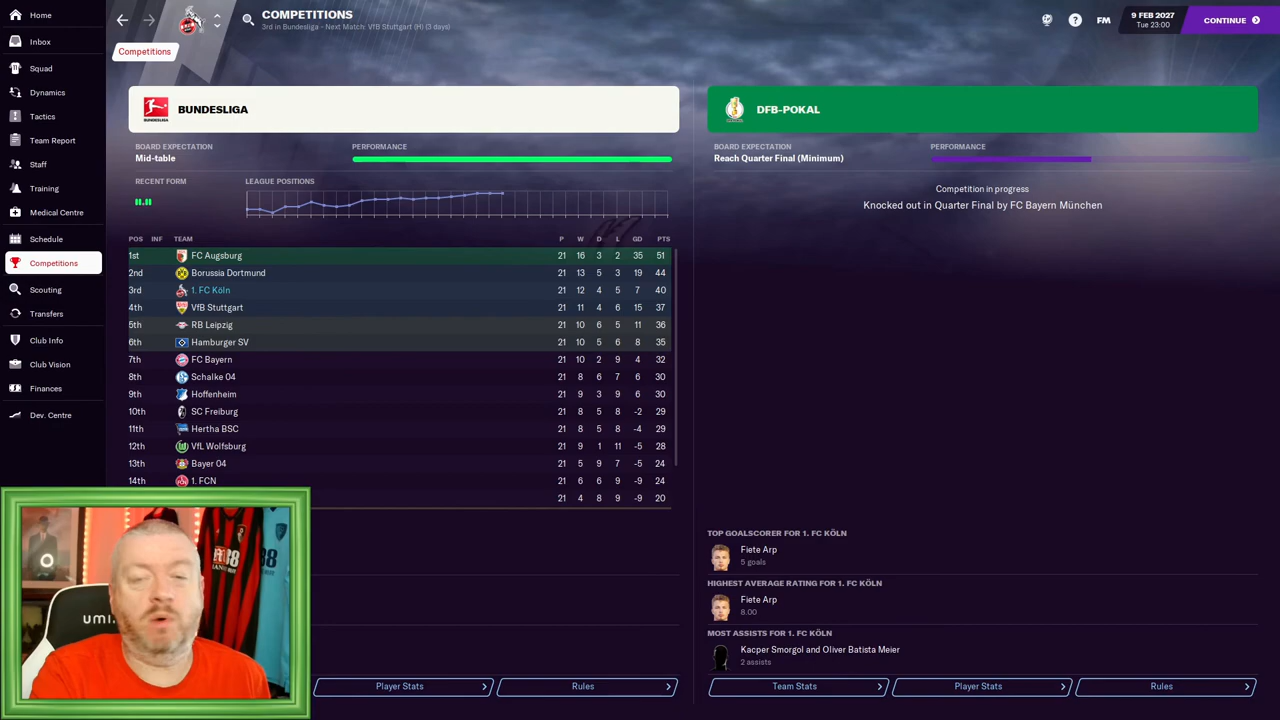 Home
Inbox
Squad
Dynamics
Tactics
Team Report
Staff
Training
Medical Centre
Schedule
Competitions
Scouting
Transfers
Club Info
Club Vision
Finances
Dev. Centre
COMPETITIONS
3rd in Bundesliga - Next Match: VfB Stuttgart (H) (3 days)
FM
9 FEB 2027
Tue 23:00
CONTINUE
Competitions
BUNDESLIGA
BOARD EXPECTATION
Mid-table
PERFORMANCE
RECENT FORM
LEAGUE POSITIONS
POS INF TEAM P W D L GD PTS
1st FC Augsburg 21 16 3 2 35 51
2nd Borussia Dortmund 21 13 5 3 19 44
3rd 1. FC Köln 21 12 4 5 7 40
4th VfB Stuttgart 21 11 4 6 15 37
5th RB Leipzig 21 10 6 5 11 36
6th Hamburger SV 21 10 5 6 8 35
7th FC Bayern 21 10 2 9 4 32
8th Schalke 04 21 8 6 7 6 30
9th Hoffenheim 21 9 3 9 6 30
10th SC Freiburg 21 8 5 8 -2 29
11th Hertha BSC 21 8 5 8 -4 29
12th VfL Wolfsburg 21 9 1 11 -5 28
13th Bayer 04 21 5 9 7 -5 24
14th 1. FCN 21 6 6 9 -9 24
21 4 8 9 -9 20
Player Stats
Rules
DFB-POKAL
BOARD EXPECTATION
Reach Quarter Final (Minimum)
PERFORMANCE
Competition in progress
Knocked out in Quarter Final by FC Bayern München
TOP GOALSCORER FOR 1. FC KÖLN
Fiete Arp
5 goals
HIGHEST AVERAGE RATING FOR 1. FC KÖLN
Fiete Arp
8.00
MOST ASSISTS FOR 1. FC KÖLN
Kacper Smorgol and Oliver Batista Meier
2 assists
Team Stats
Player Stats
Rules
umi.